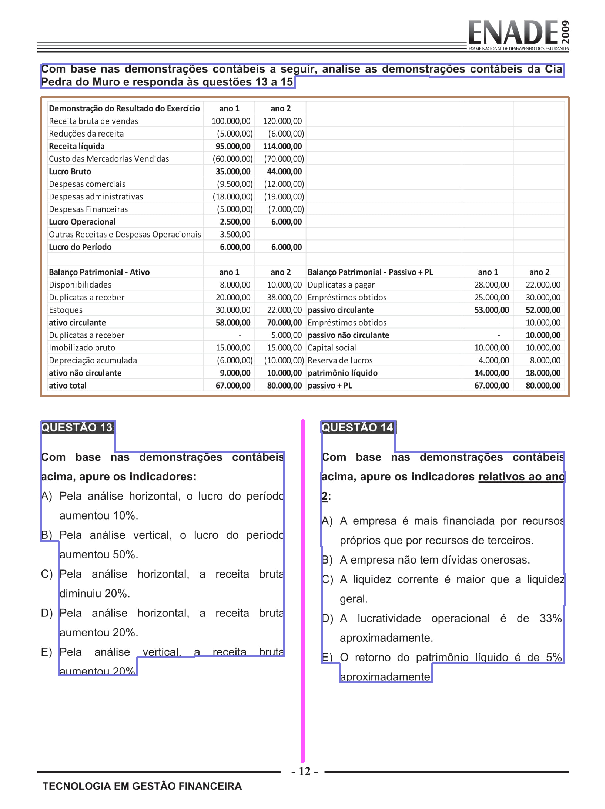 ENADE 2009
EXAME NACIONAL DE DESEMPENHO DOS ESTUDANTES
Com base nas demonstrações contábeis a seguir, analise as demonstrações contábeis da Cia
Pedra do Muro e responda às questões 13 a 15
Demonstração do Resultado do Exercício ano 1 ano 2
Receita bruta de vendas 100.000,00 120.000,00
Reduções da receita (5.000,00) (6.000,00)
Receita líquida 95.000,00 114.000,00
Custo das Mercadorias Vendidas (60.000,00) (70.000,00)
Lucro Bruto 35.000,00 44.000,00
Despesas comerciais (9.500,00) (12.000,00)
Despesas administrativas (18.000,00) (19.000,00)
Despesas Financeiras (5.000,00) (7.000,00)
Lucro Operacional 2.500,00 6.000,00
Outras Receitas e Despesas Operacionais 3.500,00
Lucro do Período 6.000,00 6.000,00
Balanço Patrimonial - Ativo ano 1 ano 2 Balanço Patrimonial - Passivo + PL ano 1 ano 2
Disponibilidades 8.000,00 10.000,00 Duplicatas a pagar 28.000,00 22.000,00
Duplicatas a receber 20.000,00 38.000,00 Empréstimos obtidos 25.000,00 30.000,00
Estoques 30.000,00 22.000,00 passivo circulante 53.000,00 52.000,00
ativo circulante 58.000,00 70.000,00 Empréstimos obtidos 10.000,00
Duplicatas a receber - 5.000,00 passivo não circulante - 10.000,00
Imobilizado bruto 15.000,00 15.000,00 Capital social 10.000,00 10.000,00
Depreciação acumulada (6.000,00) (10.000,00) Reserva de lucros 4.000,00 8.000,00
ativo não circulante 9.000,00 10.000,00 patrimônio líquido 14.000,00 18.000,00
ativo total 67.000,00 80.000,00 passivo + PL 67.000,00 80.000,00
QUESTÃO 13
Com base nas demonstrações contábeis
acima, apure os indicadores:
A) Pela análise horizontal, o lucro do período
aumentou 10%.
B) Pela análise vertical, o lucro do período
aumentou 50%.
C) Pela análise horizontal, a receita bruta
diminuiu 20%.
D) Pela análise horizontal, a receita bruta
aumentou 20%.
E) Pela análise vertical, a receita bruta
aumentou 20%.
QUESTÃO 14
Com base nas demonstrações contábeis
acima, apure os indicadores relativos ao ano
2:
A) A empresa é mais financiada por recursos
próprios que por recursos de terceiros.
B) A empresa não tem dívidas onerosas.
C) A liquidez corrente é maior que a liquidez
geral.
D) A lucratividade operacional é de 33%,
aproximadamente.
E) O retorno do patrimônio líquido é de 5%,
aproximadamente.
- 12 -
TECNOLOGIA EM GESTÃO FINANCEIRA